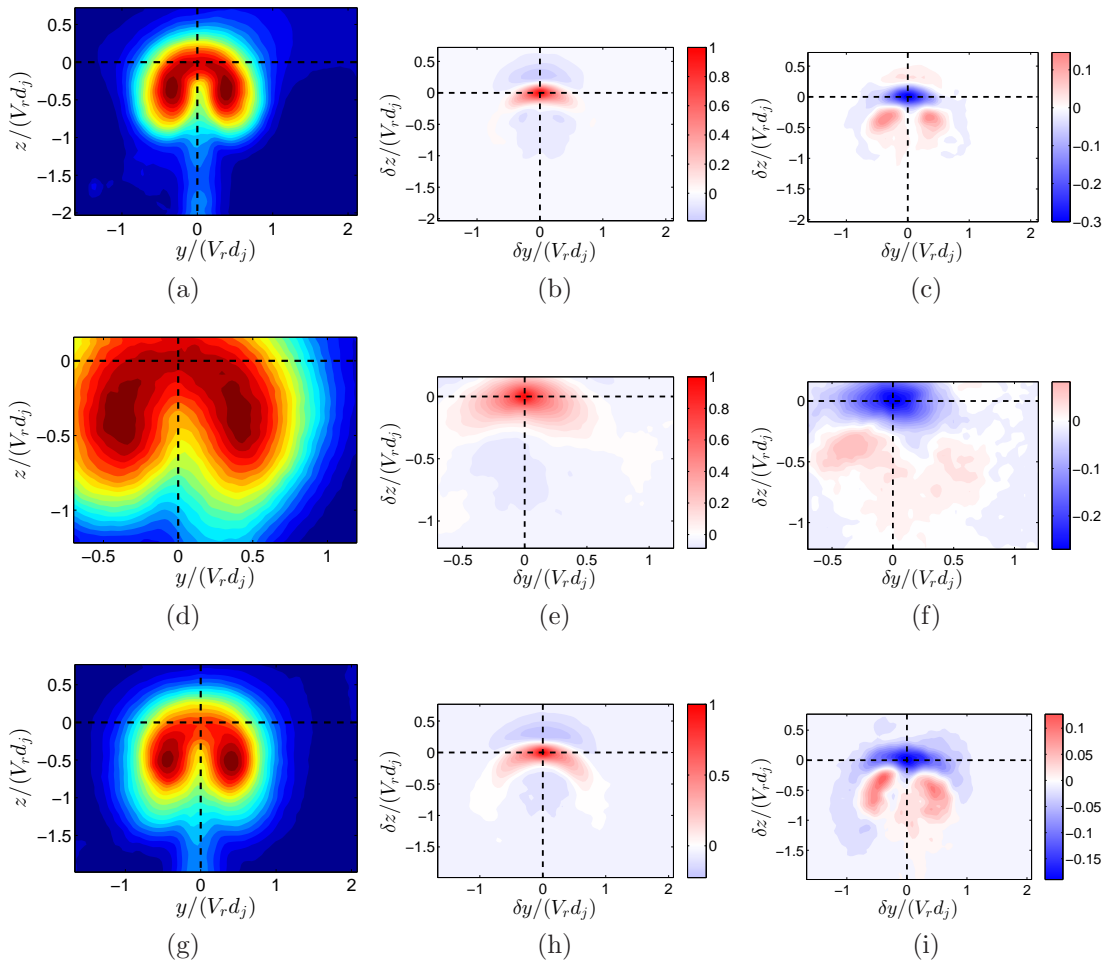 0.5
0
−0.5
−1
−1.5
−2
z/(V_r d_j)
−1 0 1 2
y/(V_r d_j)
(a)
0.5
0
−0.5
−1
−1.5
−2
δz/(V_r d_j)
−1 0 1 2
δy/(V_r d_j)
1
0.8
0.6
0.4
0.2
0
(b)
0.5
0
−0.5
−1
−1.5
−2
δz/(V_r d_j)
−1 0 1 2
δy/(V_r d_j)
0.1
0
−0.1
−0.2
−0.3
(c)
0
−0.5
−1
z/(V_r d_j)
−0.5 0 0.5 1
y/(V_r d_j)
(d)
0
−0.5
−1
δz/(V_r d_j)
−0.5 0 0.5 1
δy/(V_r d_j)
1
0.8
0.6
0.4
0.2
0
(e)
0
−0.5
−1
δz/(V_r d_j)
−0.5 0 0.5 1
δy/(V_r d_j)
0
−0.1
−0.2
(f)
0.5
0
−0.5
−1
−1.5
z/(V_r d_j)
−1 0 1 2
y/(V_r d_j)
(g)
0.5
0
−0.5
−1
−1.5
δz/(V_r d_j)
−1 0 1 2
δy/(V_r d_j)
1
0.5
0
(h)
0.5
0
−0.5
−1
−1.5
δz/(V_r d_j)
−1 0 1 2
δy/(V_r d_j)
0.1
0.05
0
−0.05
−0.10
−0.15
(i)